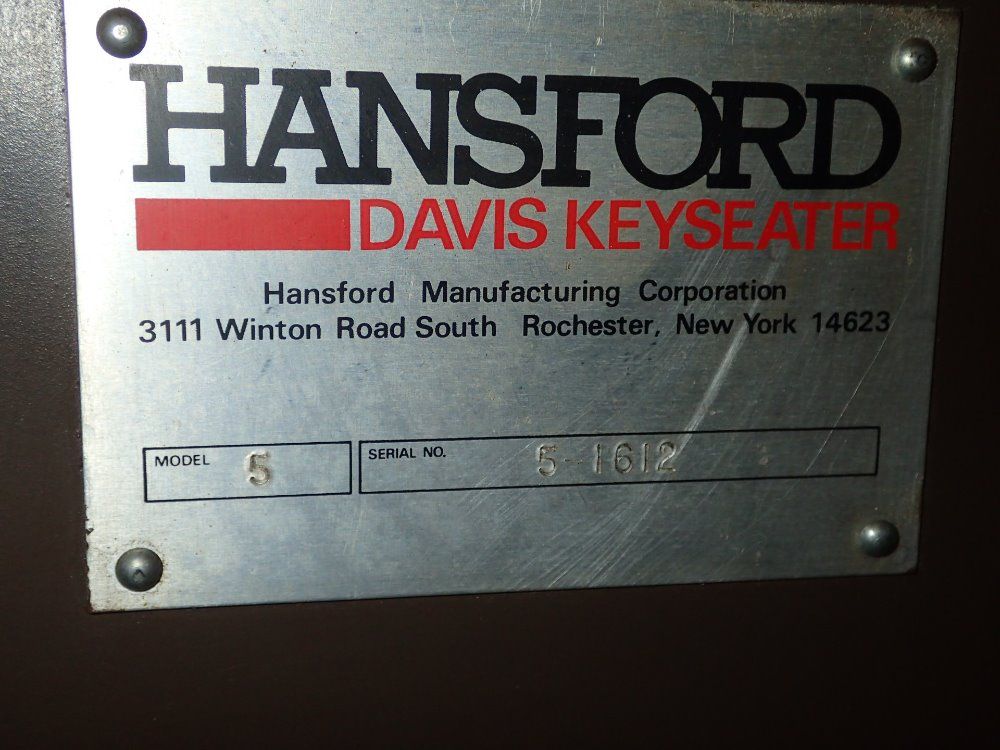 HANSFORD
DAVIS KEYSEATER
Hansford Manufacturing Corporation
3111 Winton Road South Rochester, New York 14623
MODEL 5 SERIAL NO. 5-1612